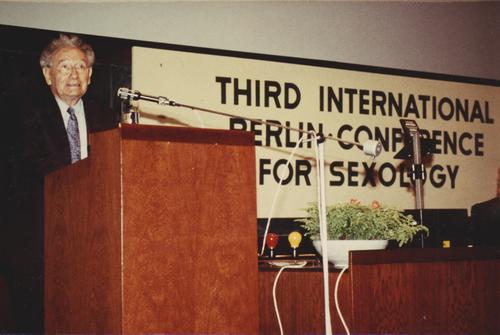 THIRD INTERNATIONAL
BERLIN CONFERENCE
FOR SEXOLOGY